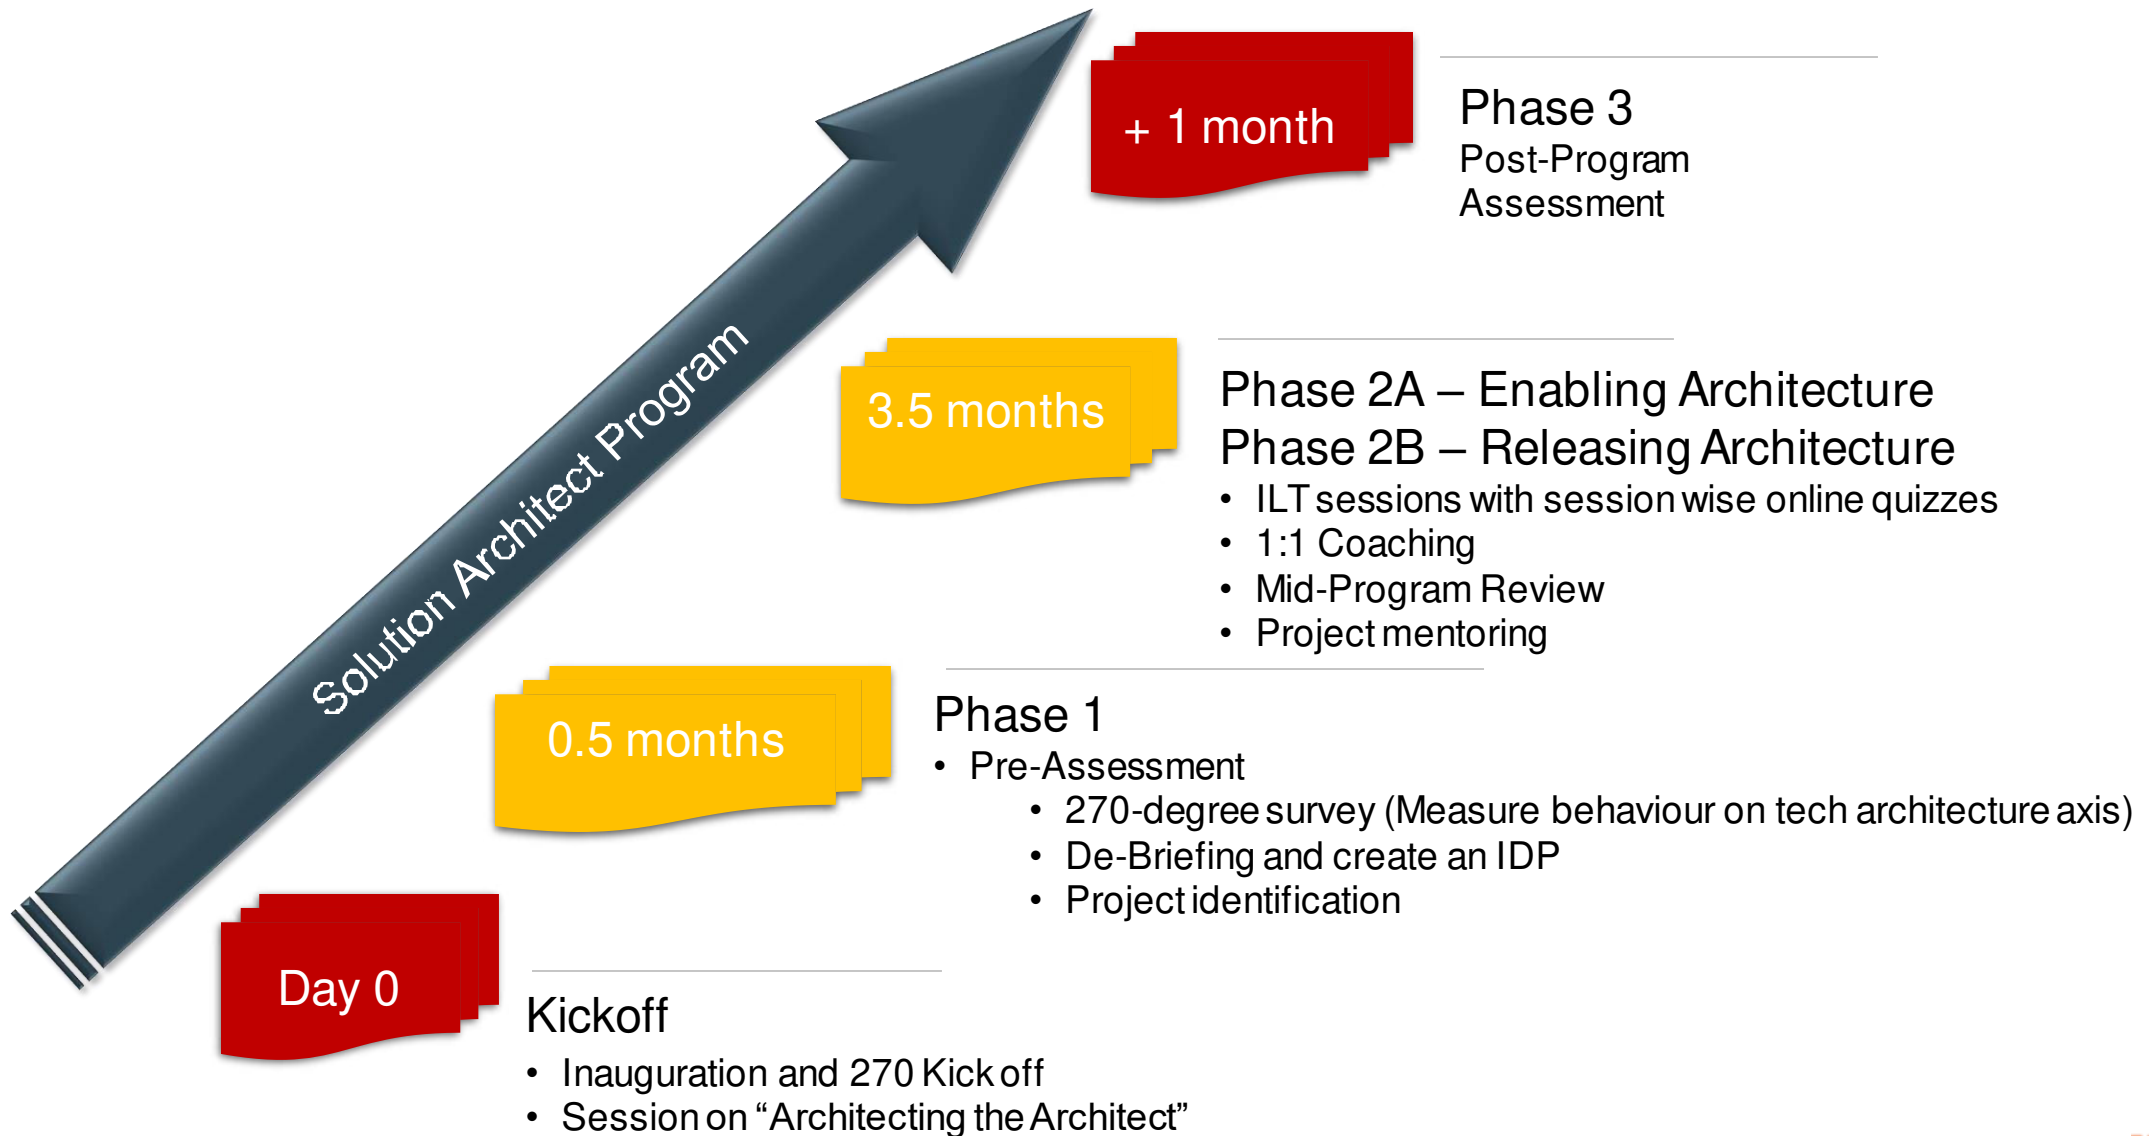 + 1 month
Phase 3
Post-Program
Assessment
Solution Architect Program
3.5 months
Phase 2A – Enabling Architecture
Phase 2B – Releasing Architecture
• ILT sessions with session wise online quizzes
• 1:1 Coaching
• Mid-Program Review
• Project mentoring
0.5 months
Phase 1
• Pre-Assessment
• 270-degree survey (Measure behaviour on tech architecture axis)
• De-Briefing and create an IDP
• Project identification
Day 0
Kickoff
• Inauguration and 270 Kick off
• Session on “Architecting the Architect”